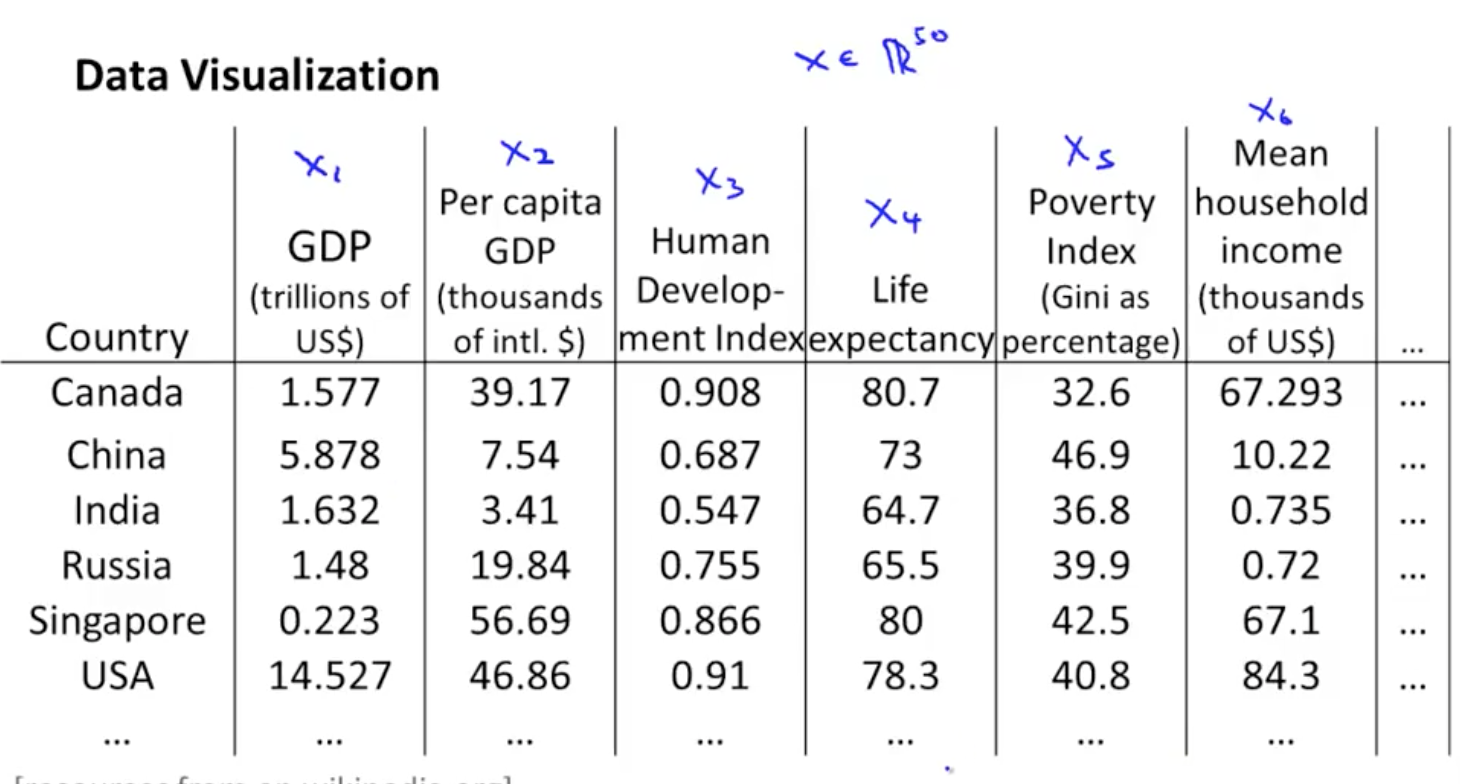 x ∈ ℝ⁵⁰
Data Visualization
x₁ x₂ x₃ x₄ x₅ x₆
Country
GDP
(trillions of
US$)
Per capita
GDP
(thousands
of intl. $)
Human
Develop-
ment Index
Life
expectancy
Poverty
Index
(Gini as
percentage)
Mean
household
income
(thousands
of US$)
...
Canada 1.577 39.17 0.908 80.7 32.6 67.293 ...
China 5.878 7.54 0.687 73 46.9 10.22 ...
India 1.632 3.41 0.547 64.7 36.8 0.735 ...
Russia 1.48 19.84 0.755 65.5 39.9 0.72 ...
Singapore 0.223 56.69 0.866 80 42.5 67.1 ...
USA 14.527 46.86 0.91 78.3 40.8 84.3 ...
... ... ... ... ... ... ...